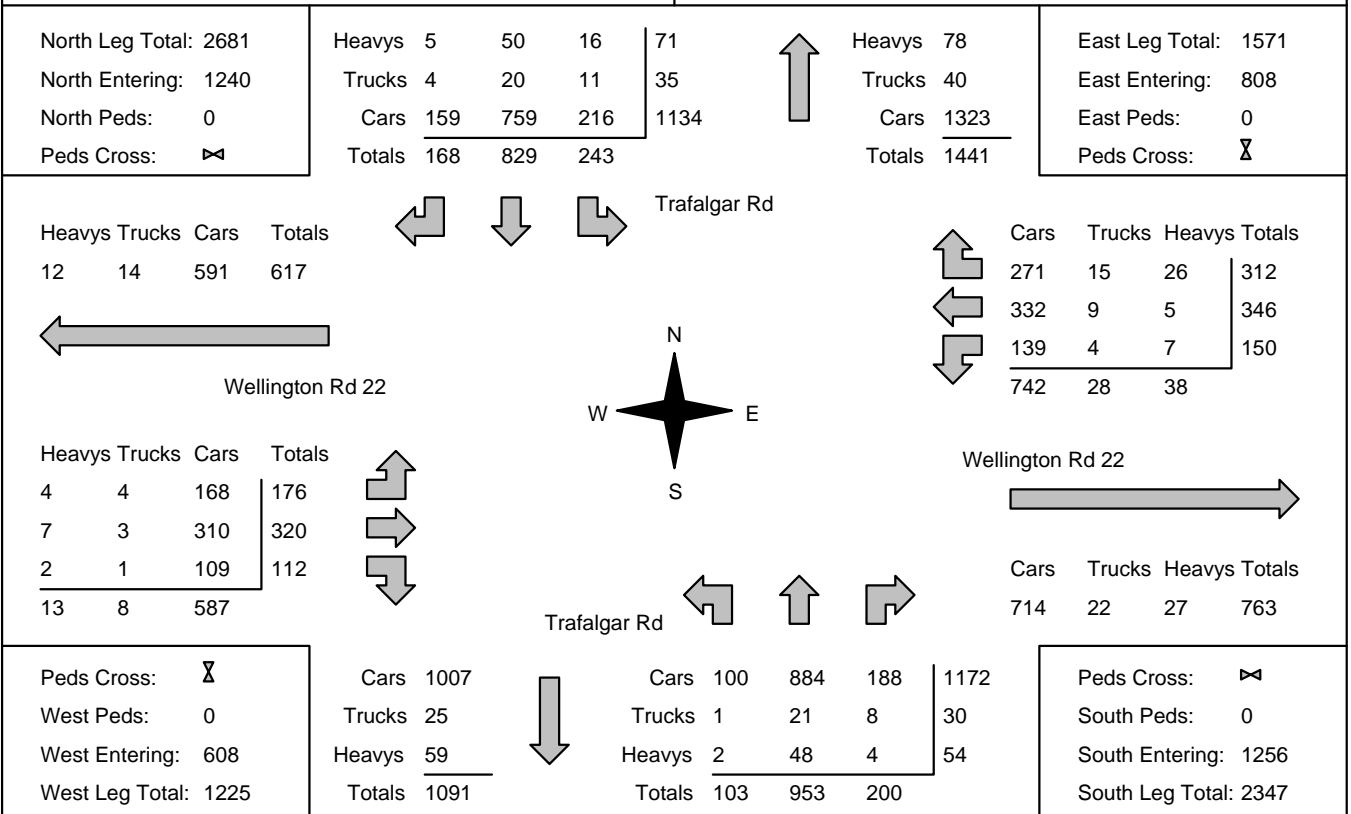 North Leg Total: 2681
North Entering: 1240
North Peds: 0
Peds Cross:
Heavys 5 50 16 71
Trucks 4 20 11 35
Cars 159 759 216 1134
Totals 168 829 243
Heavys 78
Trucks 40
Cars 1323
Totals 1441
East Leg Total: 1571
East Entering: 808
East Peds: 0
Peds Cross:
Trafalgar Rd
Heavys Trucks Cars Totals
12 14 591 617
Wellington Rd 22
Cars Trucks Heavys Totals
271 15 26 312
332 9 5 346
139 4 7 150
742 28 38
N
W E
S
Heavys Trucks Cars Totals
4 4 168 176
7 3 310 320
2 1 109 112
13 8 587
Wellington Rd 22
Cars Trucks Heavys Totals
714 22 27 763
Trafalgar Rd
Peds Cross:
West Peds: 0
West Entering: 608
West Leg Total: 1225
Cars 1007
Trucks 25
Heavys 59
Totals 1091
Cars 100 884 188 1172
Trucks 1 21 8 30
Heavys 2 48 4 54
Totals 103 953 200
Peds Cross:
South Peds: 0
South Entering: 1256
South Leg Total: 2347